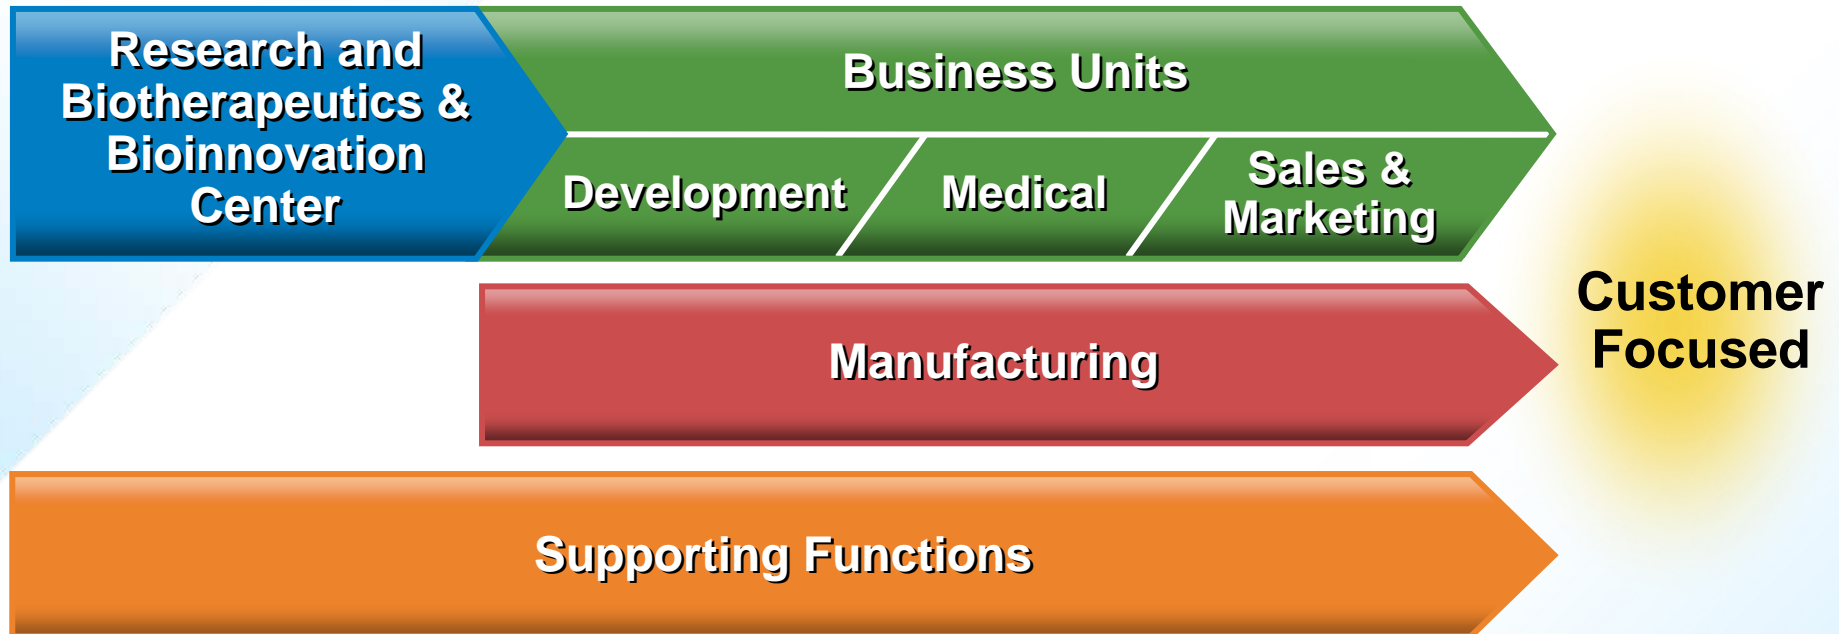 Research and
Biotherapeutics &
Bioinnovation
Center
Business Units
Development
Medical
Sales &
Marketing
Manufacturing
Supporting Functions
Customer
Focused